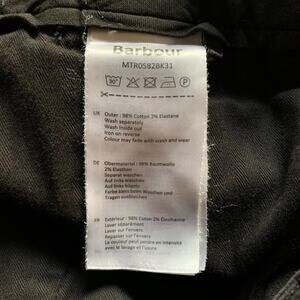 Barbour
MTR0582BK31
30°
P
UK Outer : 98% Cotton 2% Elastane
Wash separately
Wash inside out
Iron on reverse
Colour may fade with wash and wear
DE Obermaterial : 98% Baumwolle
2% Elasthan
Separat waschen
Auf links waschen
Auf links bügeln
Farbe kann beim Waschen und
Tragen auswaschen
FR Extérieur : 98% Coton 2% Élasthanne
Laver séparément
Laver sur l'envers
Repasser sur l'envers
La couleur peut perdre en intensité
avec le lavage et l'usure